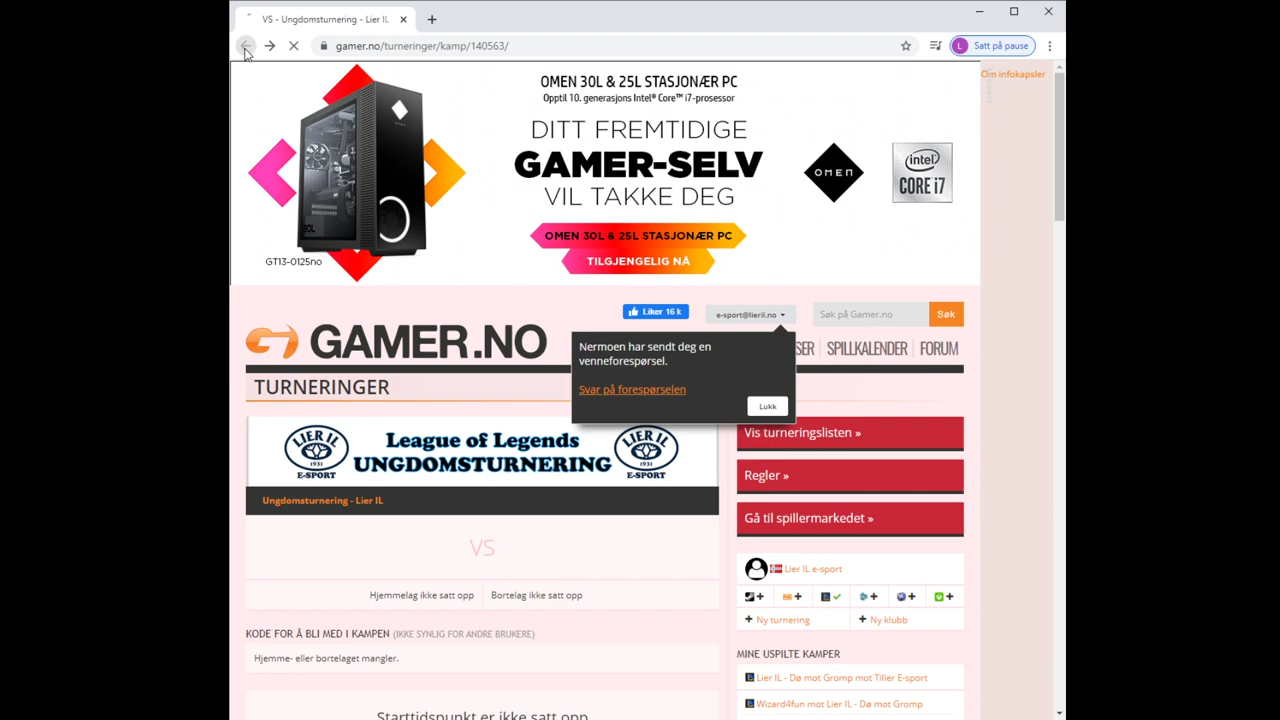 VS - Ungdomsturnering - Lier IL
gamer.no/turneringer/kamp/140563/
L
Satt på pause
Om infokapsler
OMEN 30L & 25L STASJONÆR PC
Opptil 10. generasjons Intel® Core™ i7-prosessor
DITT FREMTIDIGE
GAMER-SELV
VIL TAKKE DEG
OMEN
intel
CORE i7
30L
OMEN 30L & 25L STASJONÆR PC
TILGJENGELIG NÅ
GT13-0125no
Liker 16 k
e-sport@lieril.no
Søk på Gamer.no
Søk
GAMER.NO
Nermoen har sendt deg en
venneforespørsel.
Svar på forespørselen
Lukk
SER
SPILLKALENDER
FORUM
TURNERINGER
LIER IL
1931
E-SPORT
League of Legends
UNGDOMSTURNERING
LIER IL
1931
E-SPORT
Ungdomsturnering - Lier IL
VS
Hjemmelag ikke satt opp
Bortelag ikke satt opp
KODE FOR Å BLI MED I KAMPEN (IKKE SYNLIG FOR ANDRE BRUKERE)
Hjemme- eller bortelaget mangler.
Starttidspunkt er ikke satt opp
Vis turneringslisten »
Regler »
Gå til spillermarkedet »
Lier IL e-sport
Ny turnering
Ny klubb
MINE USPILTE KAMPER
Lier IL - Dø mot Gromp mot Tiller E-sport
Wizard4fun mot Lier IL - Dø mot Gromp